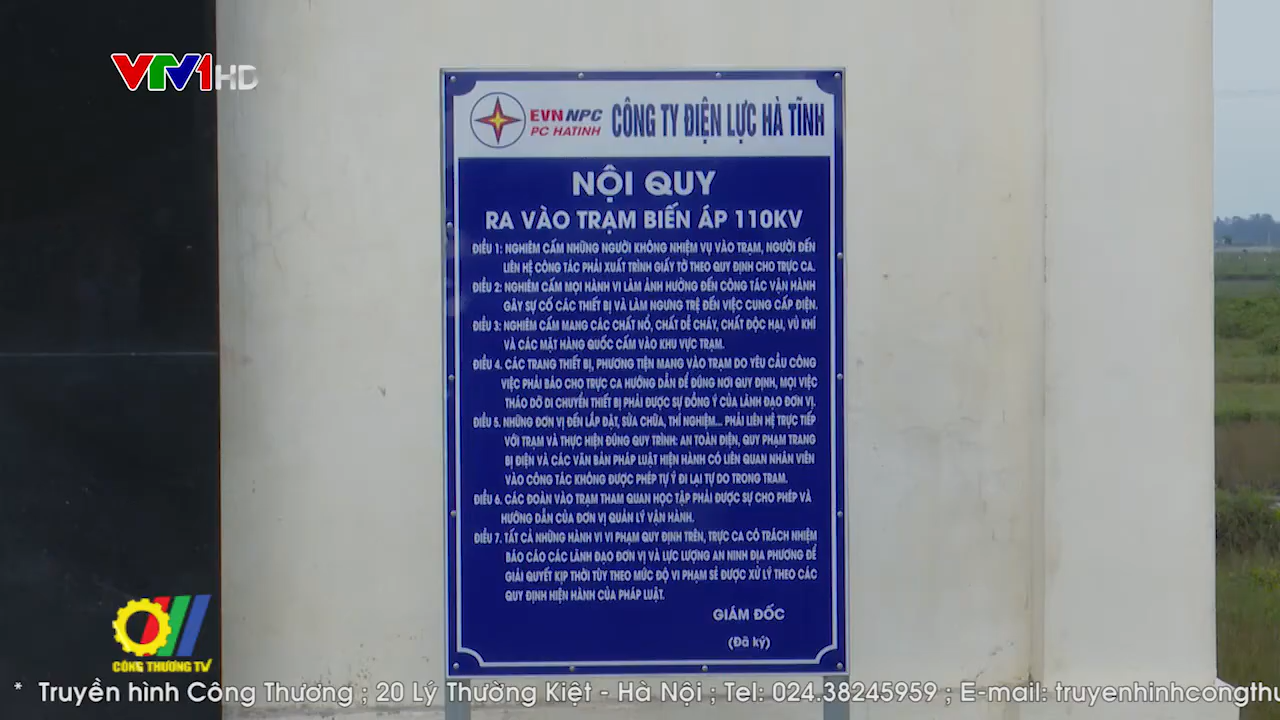 VTV1 HD
EVNNPC
PC HATINH
CÔNG TY ĐIỆN LỰC HÀ TĨNH
NỘI QUY
RA VÀO TRẠM BIẾN ÁP 110KV
ĐIỀU 1: NGHIÊM CẤM NHỮNG NGƯỜI KHÔNG NHIỆM VỤ VÀO TRẠM, NGƯỜI ĐẾN
LIÊN HỆ CÔNG TÁC PHẢI XUẤT TRÌNH GIẤY TỜ THEO QUY ĐỊNH CHO TRỰC CA.
ĐIỀU 2: NGHIÊM CẤM MỌI HÀNH VI LÀM ẢNH HƯỞNG ĐẾN CÔNG TÁC VẬN HÀNH
GÂY SỰ CỐ CÁC THIẾT BỊ VÀ LÀM NGƯNG TRỆ ĐẾN VIỆC CUNG CẤP ĐIỆN.
ĐIỀU 3: NGHIÊM CẤM MANG CÁC CHẤT NỔ, CHẤT DỄ CHÁY, CHẤT ĐỘC HẠI, VŨ KHÍ
VÀ CÁC MẶT HÀNG QUỐC CẤM VÀO KHU VỰC TRẠM.
ĐIỀU 4. CÁC TRANG THIẾT BỊ, PHƯƠNG TIỆN MANG VÀO TRẠM DO YÊU CẦU CÔNG
VIỆC PHẢI BÁO CHO TRỰC CA HƯỚNG DẪN ĐỂ ĐÚNG NƠI QUY ĐỊNH, MỌI VIỆC
THÁO DỠ DI CHUYỂN THIẾT BỊ PHẢI ĐƯỢC SỰ ĐỒNG Ý CỦA LÃNH ĐẠO ĐƠN VỊ.
ĐIỀU 5. NHỮNG ĐƠN VỊ ĐẾN LẮP ĐẶT, SỬA CHỮA, THÍ NGHIỆM... PHẢI LIÊN HỆ TRỰC TIẾP
VỚI TRẠM VÀ THỰC HIỆN ĐÚNG QUY TRÌNH: AN TOÀN ĐIỆN, QUY PHẠM TRANG
BỊ ĐIỆN VÀ CÁC VĂN BẢN PHÁP LUẬT HIỆN HÀNH CÓ LIÊN QUAN NHÂN VIÊN
VÀO CÔNG TÁC KHÔNG ĐƯỢC PHÉP TỰ Ý ĐI LẠI TỰ DO TRONG TRẠM.
ĐIỀU 6. CÁC ĐOÀN VÀO TRẠM THAM QUAN HỌC TẬP PHẢI ĐƯỢC SỰ CHO PHÉP VÀ
HƯỚNG DẪN CỦA ĐƠN VỊ QUẢN LÝ VẬN HÀNH.
ĐIỀU 7. TẤT CẢ NHỮNG HÀNH VI VI PHẠM QUY ĐỊNH TRÊN, TRỰC CA CÓ TRÁCH NHIỆM
BÁO CÁO CÁC LÃNH ĐẠO ĐƠN VỊ VÀ LỰC LƯỢNG AN NINH ĐỊA PHƯƠNG ĐỂ
GIẢI QUYẾT KỊP THỜI TÙY THEO MỨC ĐỘ VI PHẠM SẼ ĐƯỢC XỬ LÝ THEO CÁC
QUY ĐỊNH HIỆN HÀNH CỦA PHÁP LUẬT.
GIÁM ĐỐC
(Đã ký)
CÔNG THƯƠNG TV
* Truyền hình Công Thương ; 20 Lý Thường Kiệt - Hà Nội ; Tel: 024.38245959 ; E-mail: truyenhinhcongthu